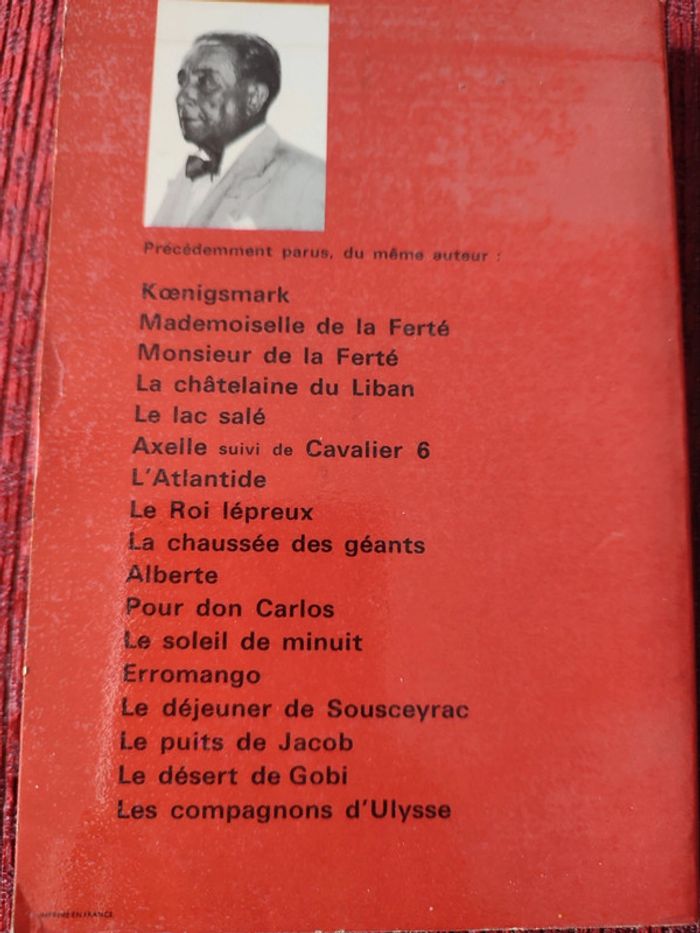 Précédemment parus, du même auteur :
Kœnigsmark
Mademoiselle de la Ferté
Monsieur de la Ferté
La châtelaine du Liban
Le lac salé
Axelle suivi de Cavalier 6
L'Atlantide
Le Roi lépreux
La chaussée des géants
Alberte
Pour don Carlos
Le soleil de minuit
Erromango
Le déjeuner de Sousceyrac
Le puits de Jacob
Le désert de Gobi
Les compagnons d'Ulysse
IMPRIMÉ EN FRANCE